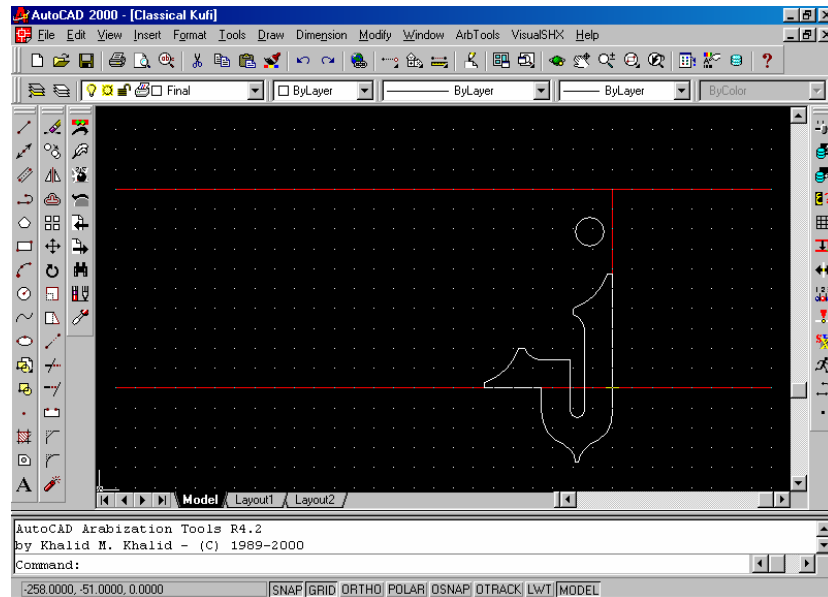 AutoCAD 2000 - [Classical Kufi]
File Edit View Insert Format Tools Draw Dimension Modify Window ArbTools VisualSHX Help
Final ByLayer ByLayer ByLayer ByColor
Model Layout1 Layout2
AutoCAD Arabization Tools R4.2
by Khalid M. Khalid - (C) 1989-2000
Command:
-258.0000, -51.0000, 0.0000 SNAP GRID ORTHO POLAR OSNAP OTRACK LWT MODEL